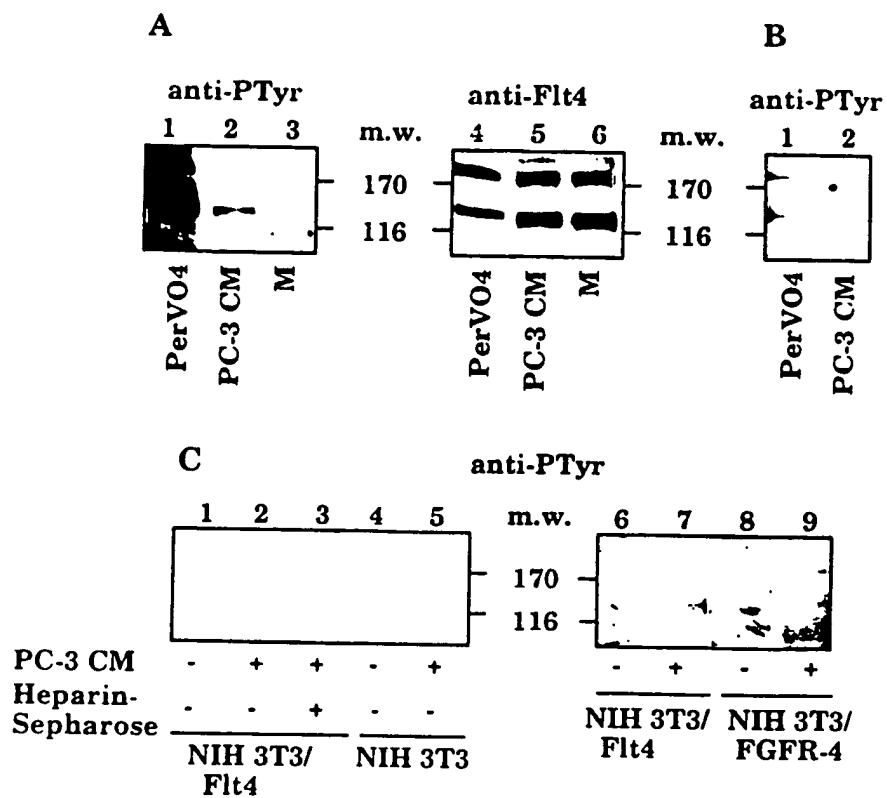 A
B
anti-PTyr
anti-Flt4
anti-PTyr
1 2 3 m.w. 4 5 6 1 2
170 170
116 116
PerVO4
PC-3 CM
M
PerVO4
PC-3 CM
M
PerVO4
PC-3 CM
C
anti-PTyr
1 2 3 4 5 m.w. 6 7 8 9
170
116
PC-3 CM - + + - + - + - +
Heparin-
Sepharose - - + - -
NIH 3T3/
Flt4
NIH 3T3
NIH 3T3/
Flt4
NIH 3T3/
FGFR-4